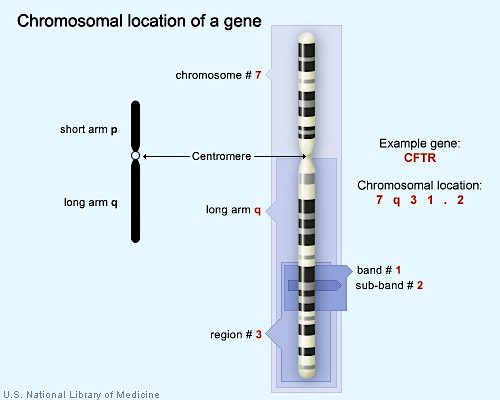 Chromosomal location of a gene
chromosome # 7
short arm p
Centromere
Example gene:
CFTR
Chromosomal location:
7 q 3 1 . 2
long arm q
long arm q
band # 1
sub-band # 2
region # 3
U.S. National Library of Medicine